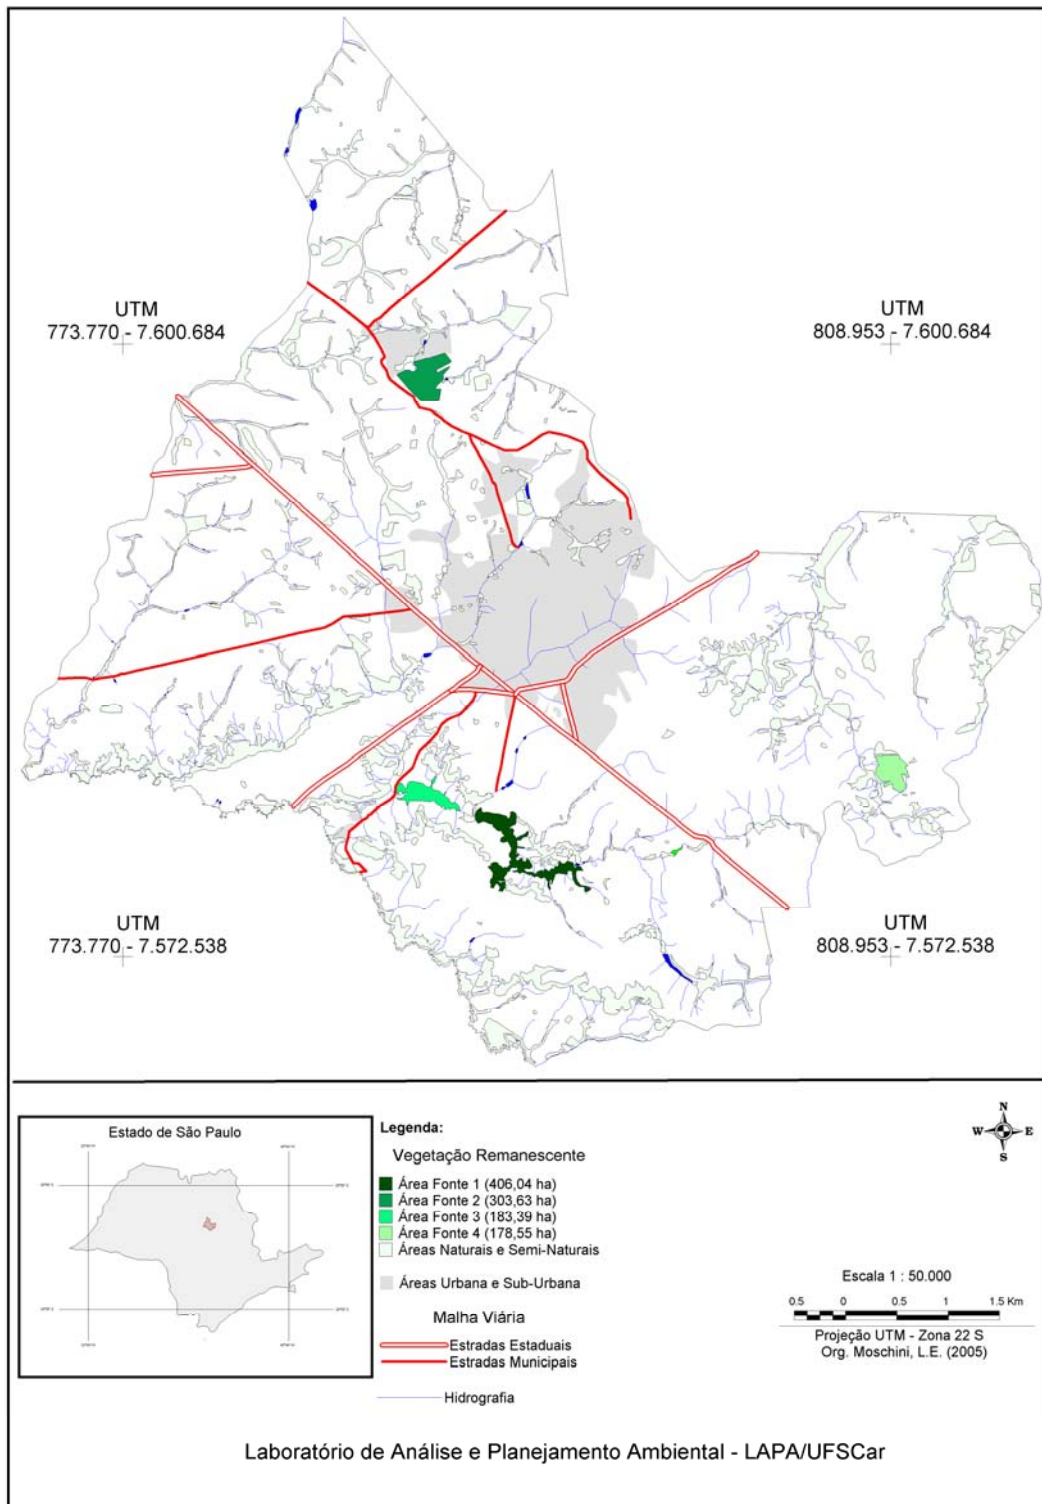 UTM
773.770 - 7.600.684
UTM
808.953 - 7.600.684
UTM
773.770 - 7.572.538
UTM
808.953 - 7.572.538
Estado de São Paulo
Legenda:
Vegetação Remanescente
Área Fonte 1 (406,04 ha)
Área Fonte 2 (303,63 ha)
Área Fonte 3 (183,39 ha)
Área Fonte 4 (178,55 ha)
Áreas Naturais e Semi-Naturais
Áreas Urbana e Sub-Urbana
Malha Viária
Estradas Estaduais
Estradas Municipais
Hidrografia
N
W E
S
Escala 1 : 50.000
0.5 0 0.5 1 1.5 Km
Projeção UTM - Zona 22 S
Org. Moschini, L.E. (2005)
Laboratório de Análise e Planejamento Ambiental - LAPA/UFSCar